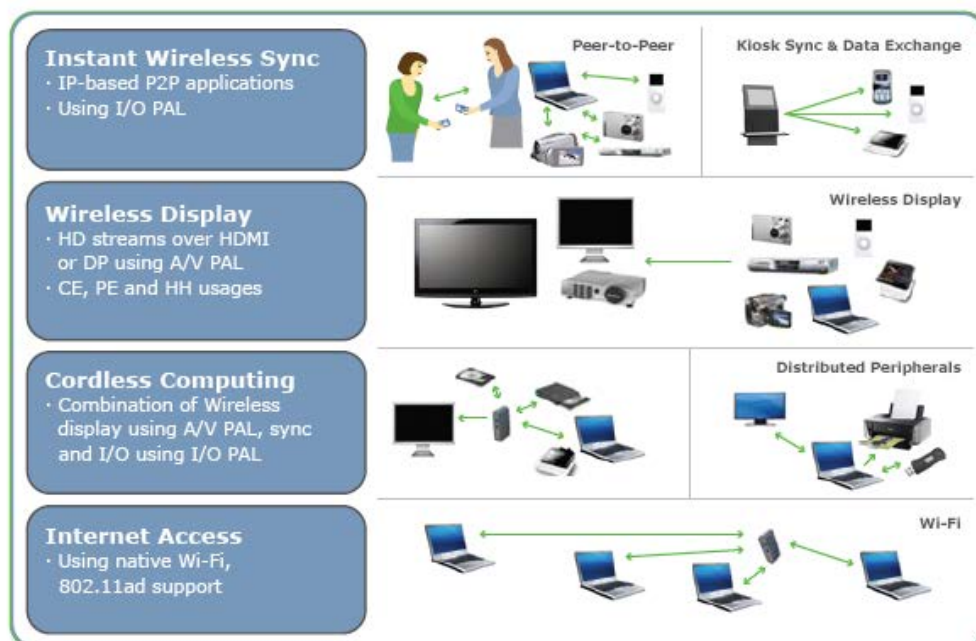 Instant Wireless Sync
· IP-based P2P applications
· Using I/O PAL
Peer-to-Peer
Kiosk Sync & Data Exchange
Wireless Display
· HD streams over HDMI
or DP using A/V PAL
· CE, PE and HH usages
Wireless Display
Cordless Computing
· Combination of Wireless
display using A/V PAL, sync
and I/O using I/O PAL
Distributed Peripherals
Internet Access
· Using native Wi-Fi,
802.11ad support
Wi-Fi